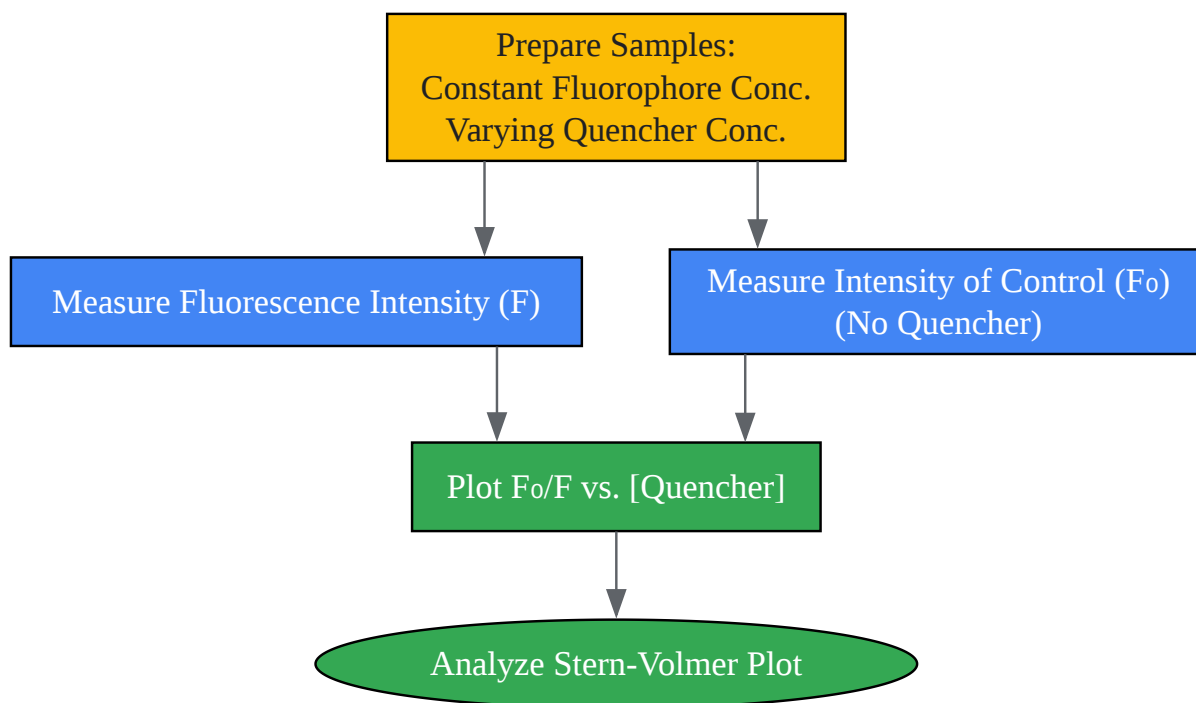 Prepare Samples:
Constant Fluorophore Conc.
Varying Quencher Conc.
Measure Fluorescence Intensity (F)
Measure Intensity of Control (F₀)
(No Quencher)
Plot F₀/F vs. [Quencher]
Analyze Stern-Volmer Plot